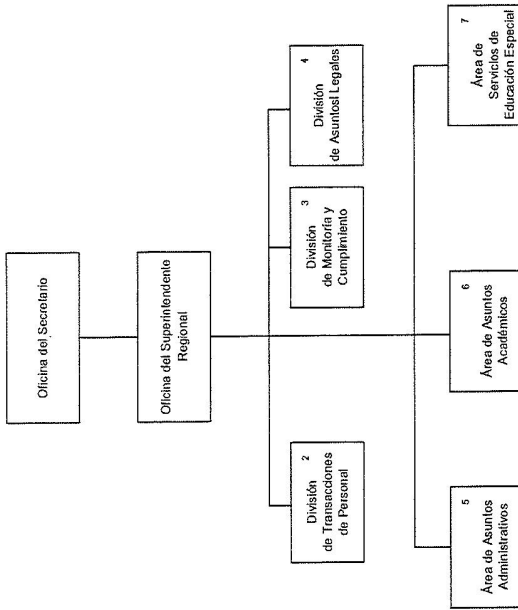 Oficina del Secretario
Oficina del Superintendente
Regional
2
División
de Transacciones
de Personal
3
División
de Monitoría y
Cumplimiento
4
División
de Asuntosl Legales
5
Área de Asuntos
Administrativos
6
Área de Asuntos
Académicos
7
Área de
Servicios de
Educación Especial